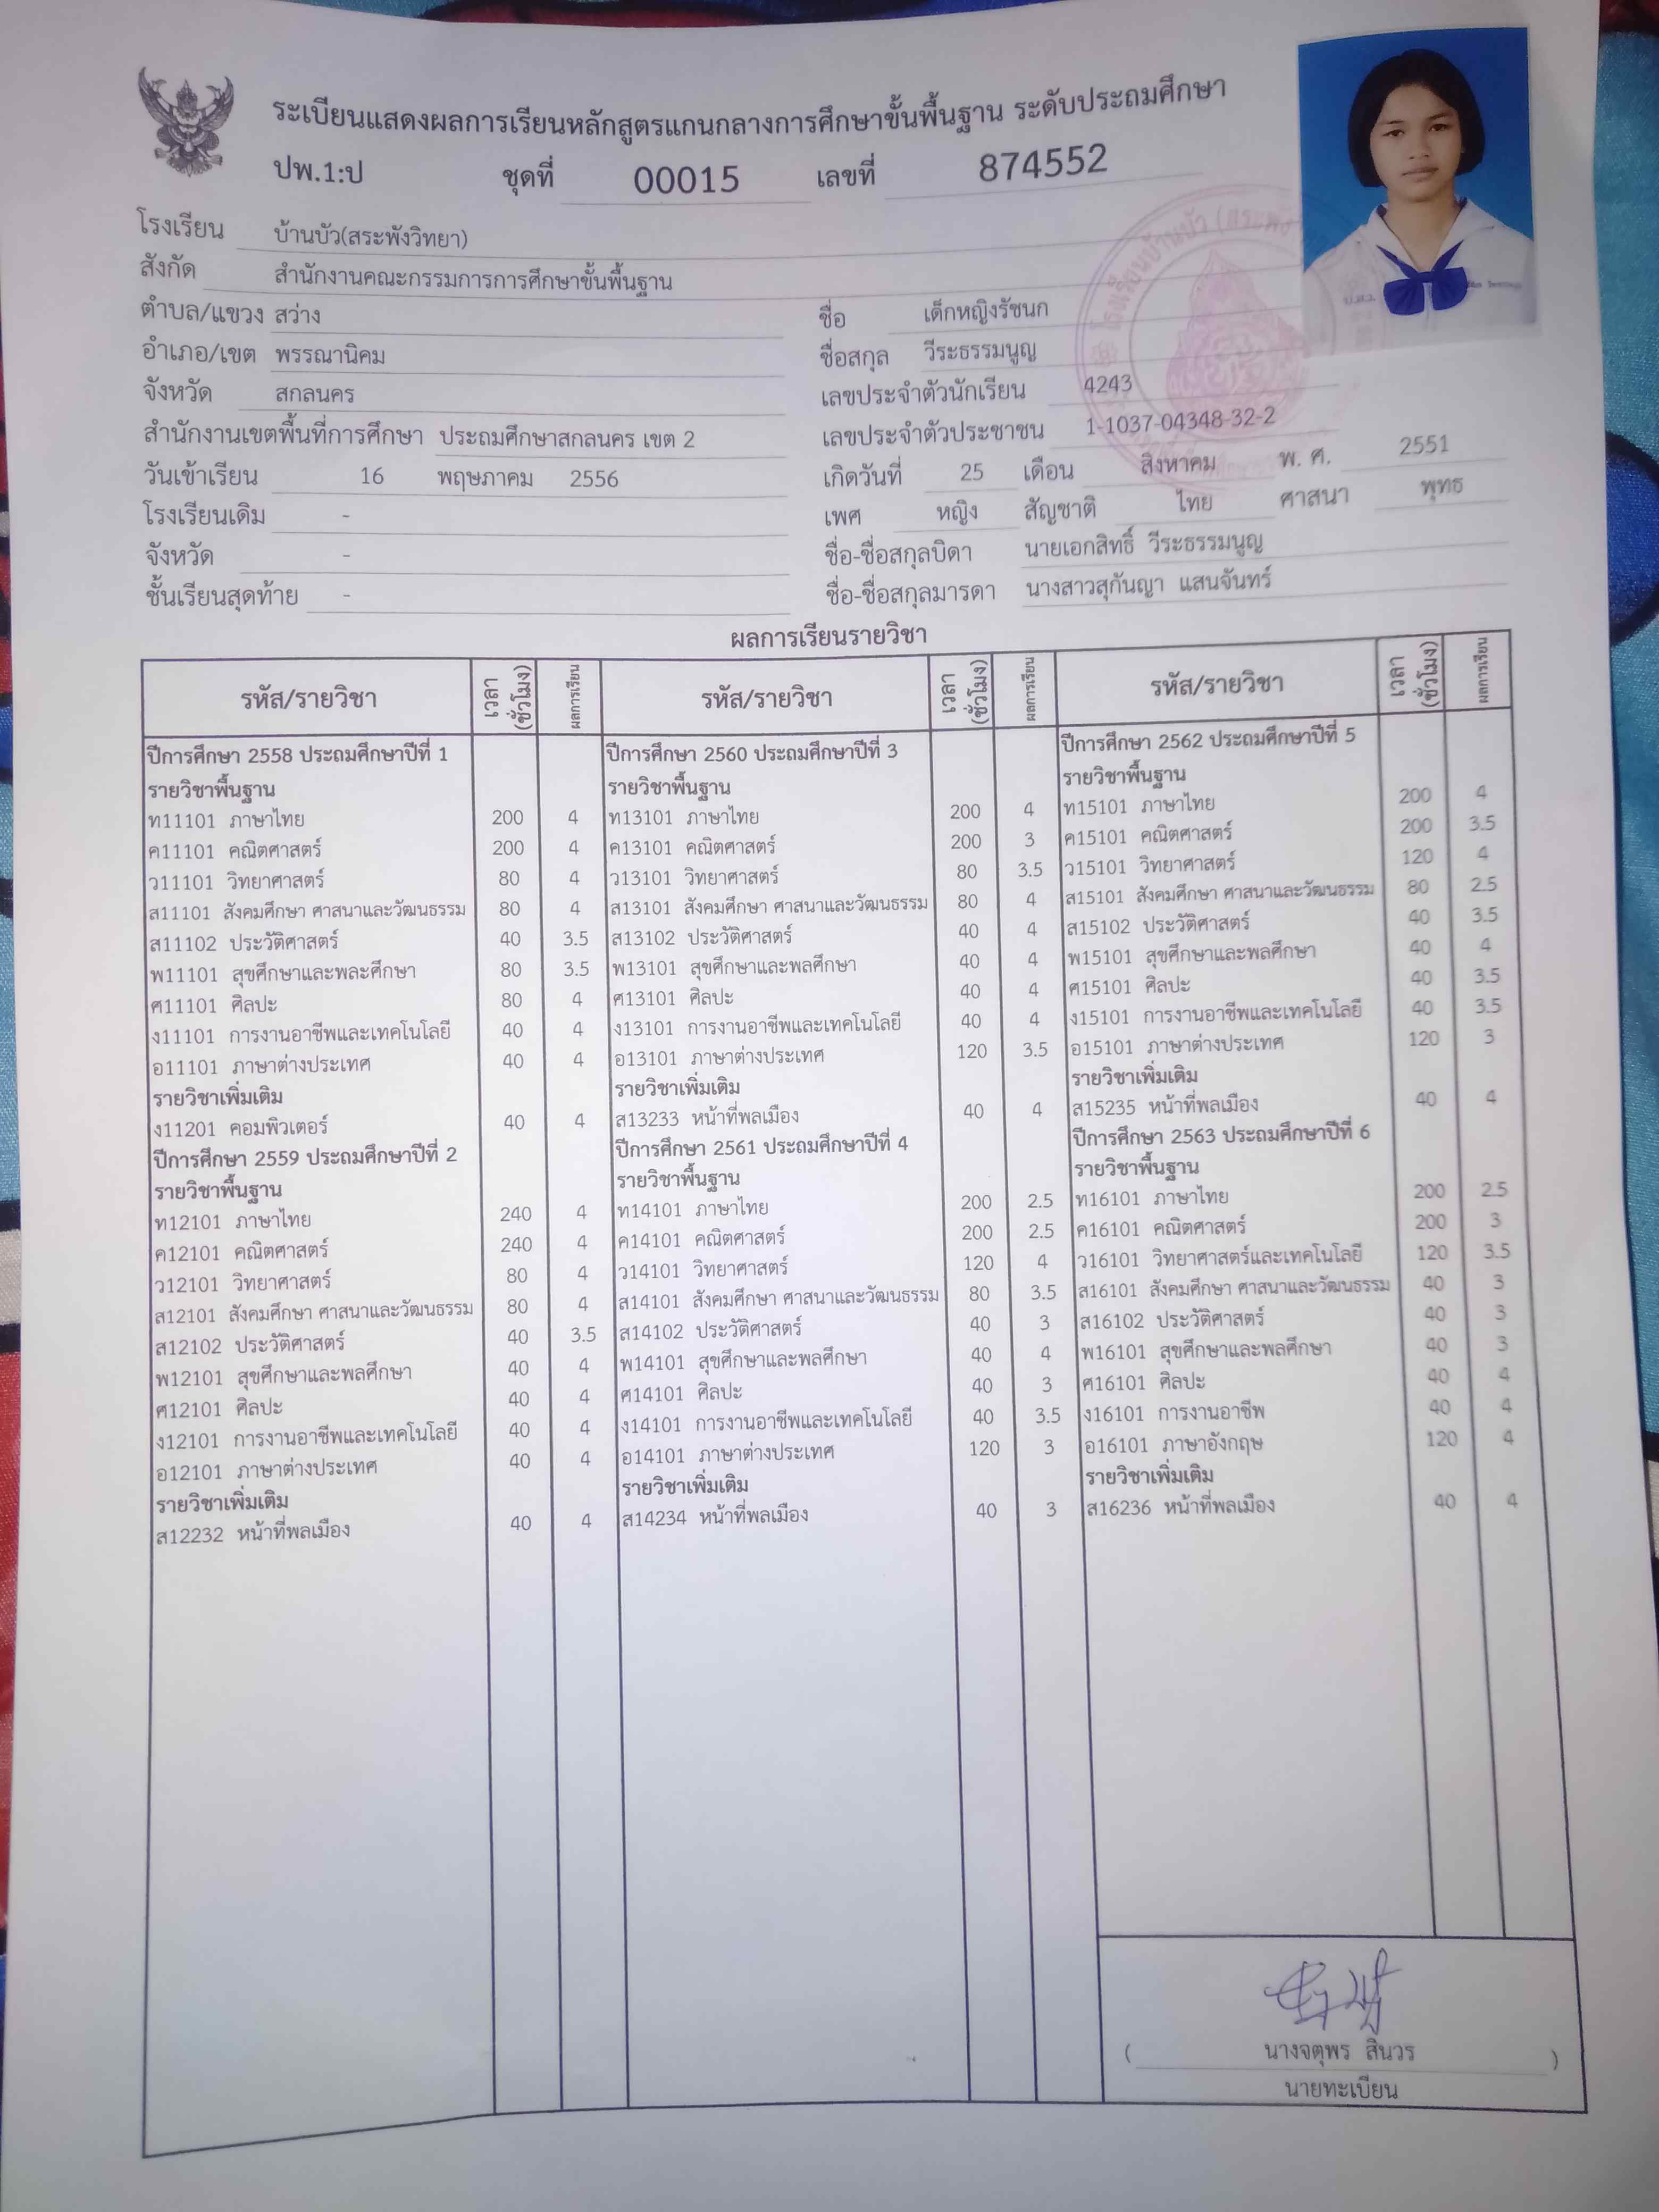 ระเบียนแสดงผลการเรียนหลักสูตรแกนกลางการศึกษาขั้นพื้นฐาน ระดับประถมศึกษา
ปพ.1:ป ชุดที่ 00015 เลขที่ 874552
โรงเรียน บ้านบัว(สระพังวิทยา)
สังกัด สำนักงานคณะกรรมการการศึกษาขั้นพื้นฐาน
ตำบล/แขวง สว่าง
อำเภอ/เขต พรรณานิคม
จังหวัด สกลนคร
สำนักงานเขตพื้นที่การศึกษา ประถมศึกษาสกลนคร เขต 2
วันเข้าเรียน 16 พฤษภาคม 2556
โรงเรียนเดิม -
จังหวัด -
ชั้นเรียนสุดท้าย -
ชื่อ เด็กหญิงรัชนก
ชื่อสกุล วีระธรรมนูญ
เลขประจำตัวนักเรียน 4243
เลขประจำตัวประชาชน 1-1037-04348-32-2
เกิดวันที่ 25 เดือน สิงหาคม พ. ศ. 2551
เพศ หญิง สัญชาติ ไทย ศาสนา พุทธ
ชื่อ-ชื่อสกุลบิดา นายเอกสิทธิ์ วีระธรรมนูญ
ชื่อ-ชื่อสกุลมารดา นางสาวสุกันญา แสนจันทร์
ผลการเรียนรายวิชา
รหัส/รายวิชา เวลา (ชั่วโมง) ผลการเรียน
ปีการศึกษา 2558 ประถมศึกษาปีที่ 1
รายวิชาพื้นฐาน
ท11101 ภาษาไทย 200 4
ค11101 คณิตศาสตร์ 200 4
ว11101 วิทยาศาสตร์ 80 4
ส11101 สังคมศึกษา ศาสนาและวัฒนธรรม 80 4
ส11102 ประวัติศาสตร์ 40 3.5
พ11101 สุขศึกษาและพละศึกษา 80 3.5
ศ11101 ศิลปะ 80 4
ง11101 การงานอาชีพและเทคโนโลยี 40 4
อ11101 ภาษาต่างประเทศ 40 4
รายวิชาเพิ่มเติม
ง11201 คอมพิวเตอร์ 40 4
ปีการศึกษา 2559 ประถมศึกษาปีที่ 2
รายวิชาพื้นฐาน
ท12101 ภาษาไทย 240 4
ค12101 คณิตศาสตร์ 240 4
ว12101 วิทยาศาสตร์ 80 4
ส12101 สังคมศึกษา ศาสนาและวัฒนธรรม 80 4
ส12102 ประวัติศาสตร์ 40 3.5
พ12101 สุขศึกษาและพลศึกษา 40 4
ศ12101 ศิลปะ 40 4
ง12101 การงานอาชีพและเทคโนโลยี 40 4
อ12101 ภาษาต่างประเทศ 40 4
รายวิชาเพิ่มเติม
ส12232 หน้าที่พลเมือง 40 4
รหัส/รายวิชา เวลา (ชั่วโมง) ผลการเรียน
ปีการศึกษา 2560 ประถมศึกษาปีที่ 3
รายวิชาพื้นฐาน
ท13101 ภาษาไทย 200 4
ค13101 คณิตศาสตร์ 200 3
ว13101 วิทยาศาสตร์ 80 3.5
ส13101 สังคมศึกษา ศาสนาและวัฒนธรรม 80 4
ส13102 ประวัติศาสตร์ 40 4
พ13101 สุขศึกษาและพลศึกษา 40 4
ศ13101 ศิลปะ 40 4
ง13101 การงานอาชีพและเทคโนโลยี 40 4
อ13101 ภาษาต่างประเทศ 120 3.5
รายวิชาเพิ่มเติม
ส13233 หน้าที่พลเมือง 40 4
ปีการศึกษา 2561 ประถมศึกษาปีที่ 4
รายวิชาพื้นฐาน
ท14101 ภาษาไทย 200 2.5
ค14101 คณิตศาสตร์ 200 2.5
ว14101 วิทยาศาสตร์ 120 4
ส14101 สังคมศึกษา ศาสนาและวัฒนธรรม 80 3.5
ส14102 ประวัติศาสตร์ 40 3
พ14101 สุขศึกษาและพลศึกษา 40 4
ศ14101 ศิลปะ 40 3
ง14101 การงานอาชีพและเทคโนโลยี 40 3.5
อ14101 ภาษาต่างประเทศ 120 3
รายวิชาเพิ่มเติม
ส14234 หน้าที่พลเมือง 40 3
รหัส/รายวิชา เวลา (ชั่วโมง) ผลการเรียน
ปีการศึกษา 2562 ประถมศึกษาปีที่ 5
รายวิชาพื้นฐาน
ท15101 ภาษาไทย 200 4
ค15101 คณิตศาสตร์ 200 3.5
ว15101 วิทยาศาสตร์ 120 4
ส15101 สังคมศึกษา ศาสนาและวัฒนธรรม 80 2.5
ส15102 ประวัติศาสตร์ 40 3.5
พ15101 สุขศึกษาและพลศึกษา 40 4
ศ15101 ศิลปะ 40 3.5
ง15101 การงานอาชีพและเทคโนโลยี 40 3.5
อ15101 ภาษาต่างประเทศ 120 3
รายวิชาเพิ่มเติม
ส15235 หน้าที่พลเมือง 40 4
ปีการศึกษา 2563 ประถมศึกษาปีที่ 6
รายวิชาพื้นฐาน
ท16101 ภาษาไทย 200 2.5
ค16101 คณิตศาสตร์ 200 3
ว16101 วิทยาศาสตร์และเทคโนโลยี 120 3.5
ส16101 สังคมศึกษา ศาสนาและวัฒนธรรม 40 3
ส16102 ประวัติศาสตร์ 40 3
พ16101 สุขศึกษาและพลศึกษา 40 3
ศ16101 ศิลปะ 40 4
ง16101 การงานอาชีพ 40 4
อ16101 ภาษาอังกฤษ 120 4
รายวิชาเพิ่มเติม
ส16236 หน้าที่พลเมือง 40 4
( นางจตุพร สินวร )
นายทะเบียน